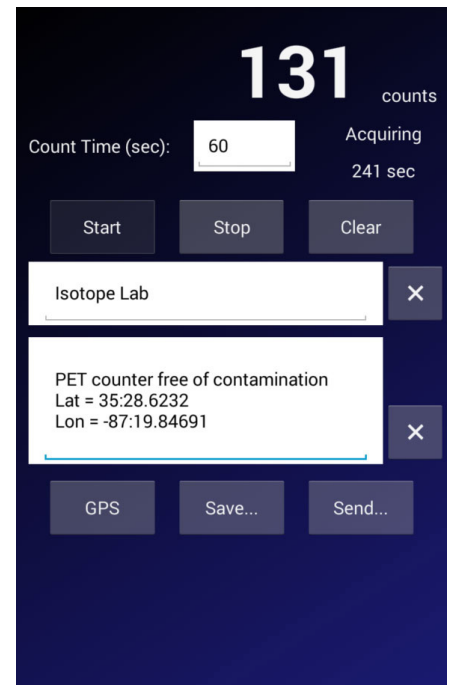 131 counts
Count Time (sec): 60 Acquiring
241 sec
Start Stop Clear
Isotope Lab ×
PET counter free of contamination
Lat = 35:28.6232
Lon = -87:19.84691 ×
GPS Save... Send...